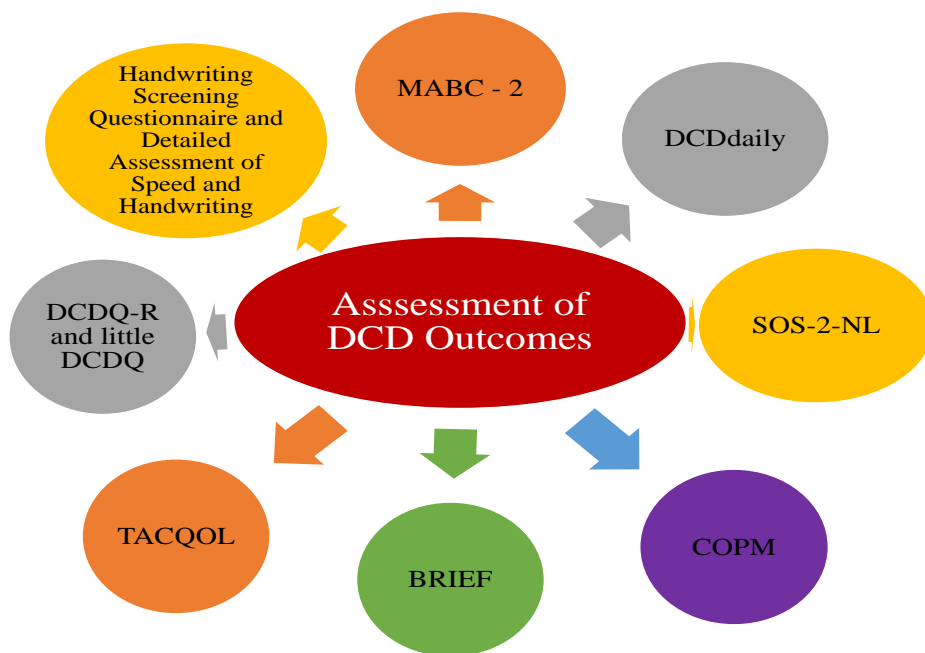 Handwriting
Screening
Questionnaire and
Detailed
Assessment of
Speed and
Handwriting
MABC - 2
DCDdaily
Asssessment of
DCD Outcomes
DCDQ-R
and little
DCDQ
SOS-2-NL
TACQOL
BRIEF
COPM